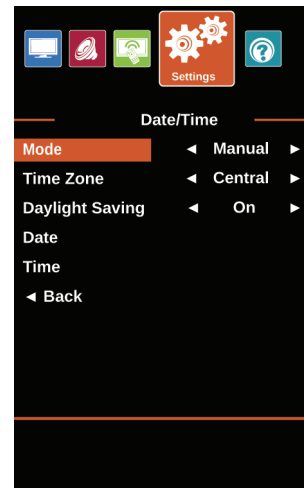 Settings
Date/Time
Mode ◄ Manual ►
Time Zone ◄ Central ►
Daylight Saving ◄ On ►
Date
Time
◄ Back